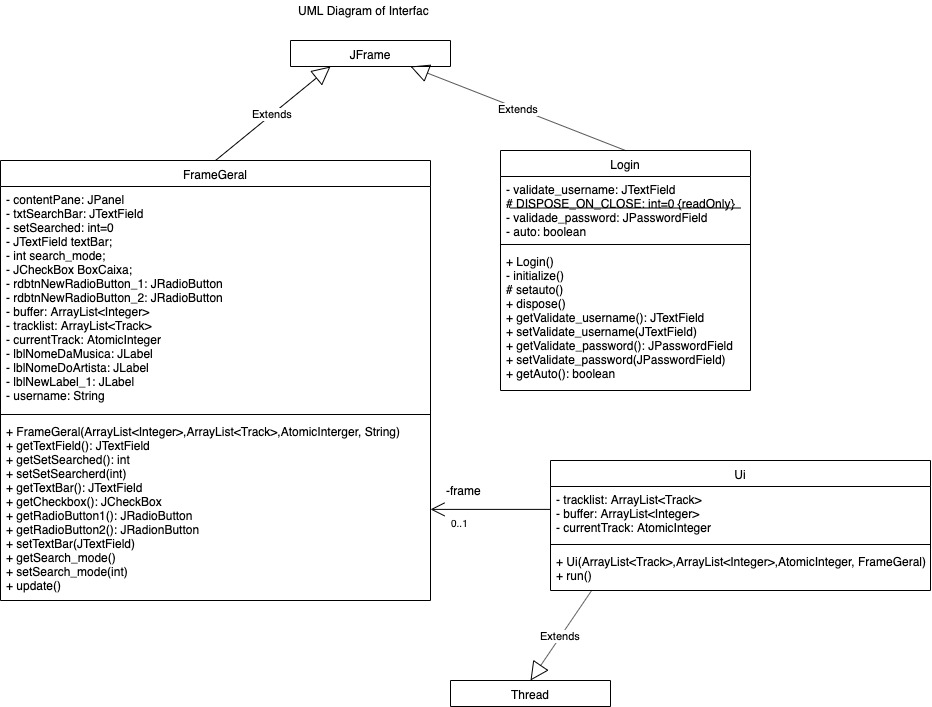 UML Diagram of Interfac
JFrame
Extends
Extends
FrameGeral
- contentPane: JPanel
- txtSearchBar: JTextField
- setSearched: int=0
- JTextField textBar;
- int search_mode;
- JCheckBox BoxCaixa;
- rdbtnNewRadioButton_1: JRadioButton
- rdbtnNewRadioButton_2: JRadioButton
- buffer: ArrayList<Integer>
- tracklist: ArrayList<Track>
- currentTrack: AtomicInteger
- lblNomeDaMusica: JLabel
- lblNomeDoArtista: JLabel
- lblNewLabel_1: JLabel
- username: String
+ FrameGeral(ArrayList<Integer>,ArrayList<Track>,AtomicInterger, String)
+ getTextField(): JTextField
+ getSetSearched(): int
+ setSetSearcherd(int)
+ getTextBar(): JTextField
+ getCheckbox(): JCheckBox
+ getRadioButton1(): JRadioButton
+ getRadioButton2(): JRadionButton
+ setTextBar(JTextField)
+ getSearch_mode()
+ setSearch_mode(int)
+ update()
Login
- validate_username: JTextField
# DISPOSE_ON_CLOSE: int=0 {readOnly}
- validade_password: JPasswordField
- auto: boolean
+ Login()
- initialize()
# setauto()
+ dispose()
+ getValidate_username(): JTextField
+ setValidate_username(JTextField)
+ getValidate_password(): JPasswordField
+ setValidate_password(JPasswordField)
+ getAuto(): boolean
-frame
0..1
Ui
- tracklist: ArrayList<Track>
- buffer: ArrayList<Integer>
- currentTrack: AtomicInteger
+ Ui(ArrayList<Track>,ArrayList<Integer>,AtomicInteger, FrameGeral)
+ run()
Extends
Thread